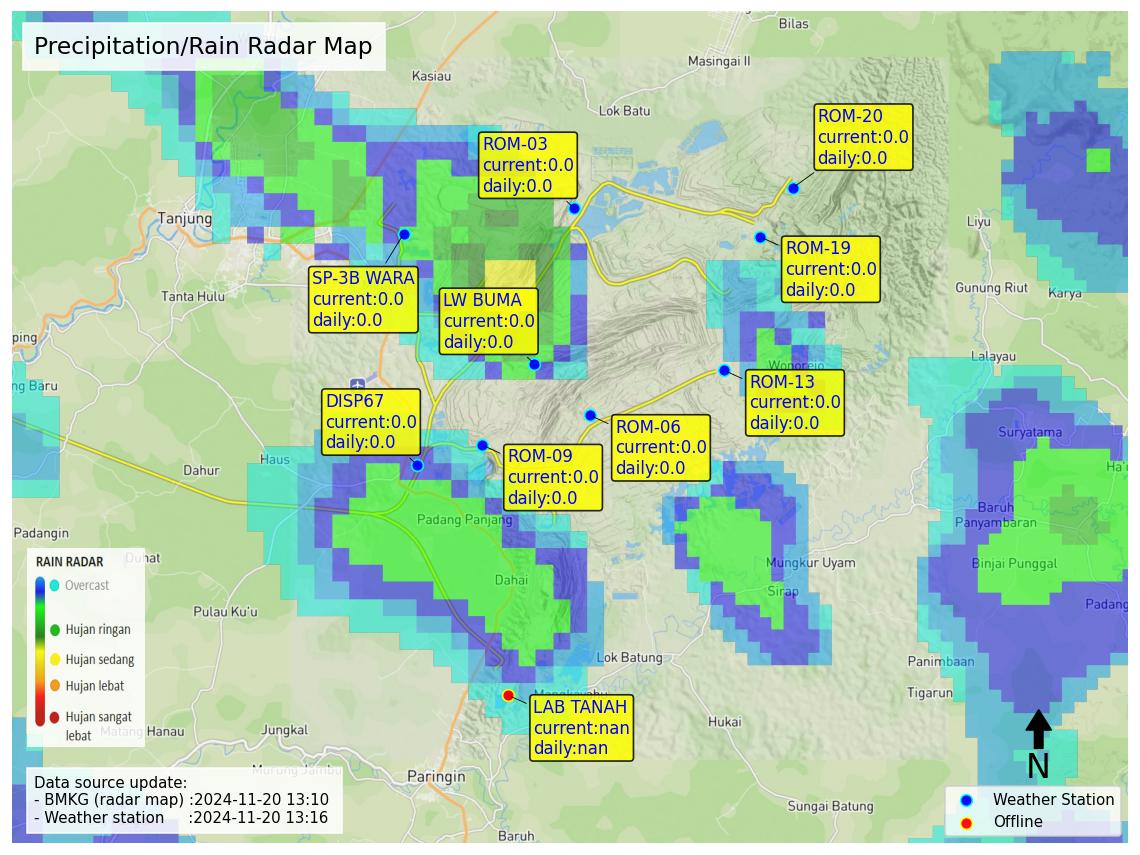 Precipitation/Rain Radar Map
Bilas
Masingai II
Kasiau
Lok Batu
ROM-20
current:0.0
daily:0.0
ROM-03
current:0.0
daily:0.0
Tanjung
Liyu
ROM-19
current:0.0
daily:0.0
SP-3B WARA
current:0.0
daily:0.0
Tanta Hulu
LW BUMA
current:0.0
daily:0.0
Gunung Riut
Karya
ping
Lalayau
Wonorejo
ng Baru
ROM-13
current:0.0
daily:0.0
DISP67
current:0.0
daily:0.0
ROM-06
current:0.0
daily:0.0
Suryatama
Haus
Dahur
ROM-09
current:0.0
daily:0.0
Ha'u
Padang Panjang
Baruh
Panyambaran
Padangin
Duhat
Mungkur Uyam
Binjai Punggal
Dahai
Sirap
Padang
Pulau Ku'u
RAIN RADAR
Overcast
Hujan ringan
Hujan sedang
Hujan lebat
Hujan sangat
lebat
Lok Batung
Panimbaan
Tigarun
LAB TANAH
current:nan
daily:nan
Matang Hanau
Jungkal
Hukai
Murung Jambu
Paringin
N
Data source update:
- BMKG (radar map) :2024-11-20 13:10
- Weather station :2024-11-20 13:16
Sungai Batung
Baruh
Weather Station
Offline